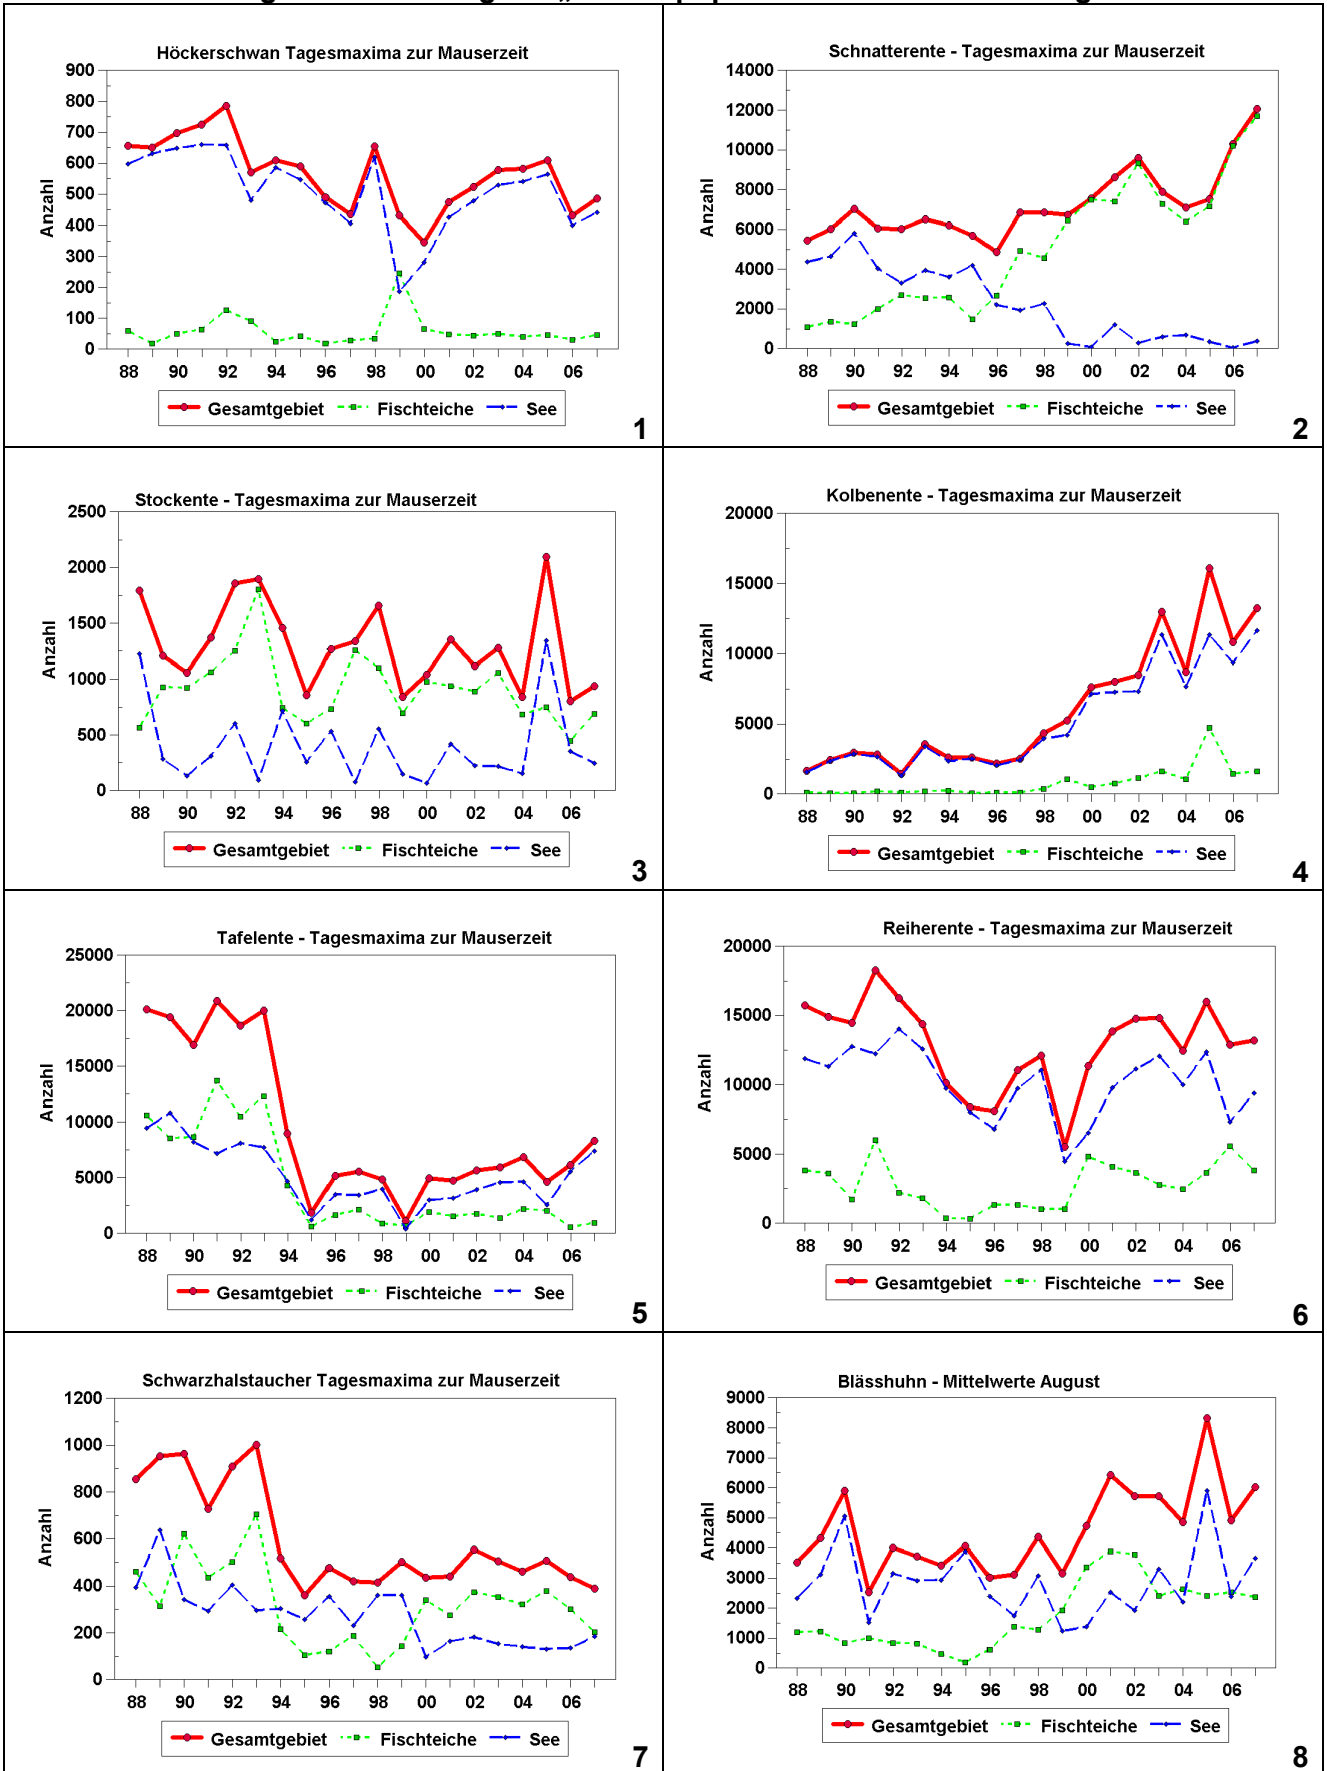 Höckerschwan Tagesmaxima zur Mauserzeit
900
800
700
600
500
400
300
200
100
0
Anzahl
88 90 92 94 96 98 00 02 04 06
Gesamtgebiet Fischteiche See
1
Schnatterente - Tagesmaxima zur Mauserzeit
14000
12000
10000
8000
6000
4000
2000
0
Anzahl
88 90 92 94 96 98 00 02 04 06
Gesamtgebiet Fischteiche See
2
Stockente - Tagesmaxima zur Mauserzeit
2500
2000
1500
1000
500
0
Anzahl
88 90 92 94 96 98 00 02 04 06
Gesamtgebiet Fischteiche See
3
Kolbenente - Tagesmaxima zur Mauserzeit
20000
15000
10000
5000
0
Anzahl
88 90 92 94 96 98 00 02 04 06
Gesamtgebiet Fischteiche See
4
Tafelente - Tagesmaxima zur Mauserzeit
25000
20000
15000
10000
5000
0
Anzahl
88 90 92 94 96 98 00 02 04 06
Gesamtgebiet Fischteiche See
5
Reiherente - Tagesmaxima zur Mauserzeit
20000
15000
10000
5000
0
Anzahl
88 90 92 94 96 98 00 02 04 06
Gesamtgebiet Fischteiche See
6
Schwarzhalstaucher Tagesmaxima zur Mauserzeit
1200
1000
800
600
400
200
0
Anzahl
88 90 92 94 96 98 00 02 04 06
Gesamtgebiet Fischteiche See
7
Blässhuhn - Mittelwerte August
9000
8000
7000
6000
5000
4000
3000
2000
1000
0
Anzahl
88 90 92 94 96 98 00 02 04 06
Gesamtgebiet Fischteiche See
8